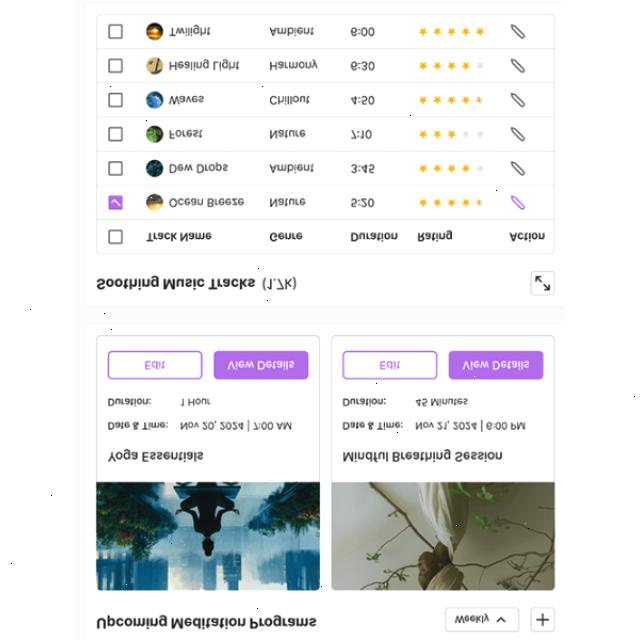 Upcoming Meditation Programs
Weekly
Yoga Essentials
Date & Time: Nov 20, 2024 | 7:00 AM
Duration: 1 Hour
Edit View Details
Mindful Breathing Session
Date & Time: Nov 21, 2024 | 6:00 PM
Duration: 45 Minutes
Edit View Details
Soothing Music Tracks (1.7k)
Track Name Genre Duration Rating Action
Ocean Breeze Nature 5:20
Dew Drops Ambient 3:45
Forest Nature 7:10
Waves Chillout 4:50
Healing Light Harmony 6:30
Twilight Ambient 6:00